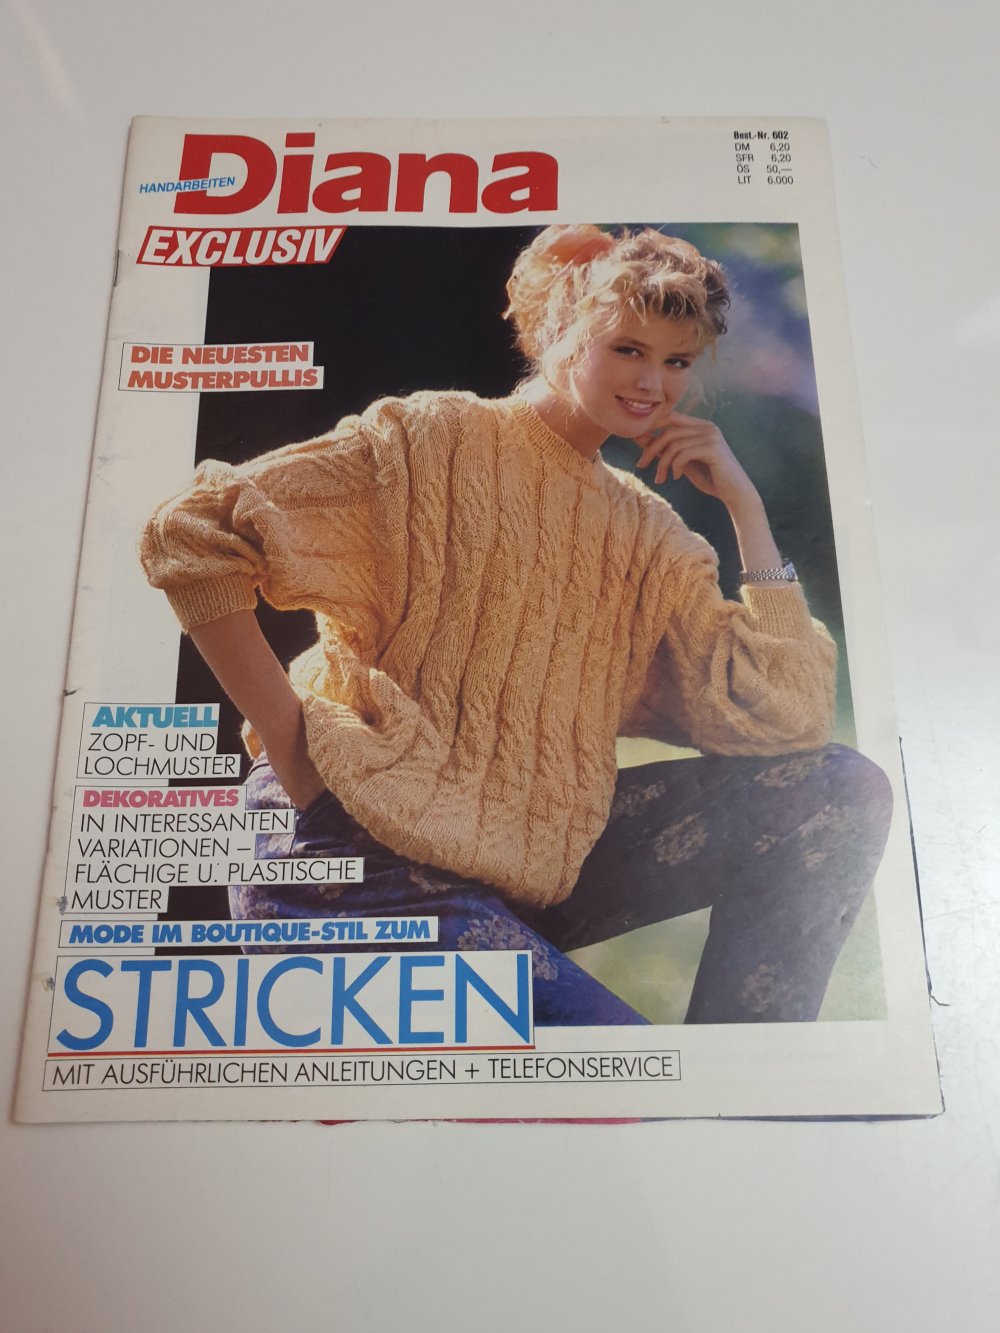 Diana
HANDARBEITEN
EXCLUSIV
Best.-Nr. 602
DM 6,20
SFR 6,20
ÖS 50,—
LIT 6.000
DIE NEUESTEN
MUSTERPULLIS
AKTUELL
ZOPF- UND
LOCHMUSTER
DEKORATIVES
IN INTERESSANTEN
VARIATIONEN –
FLÄCHIGE U. PLASTISCHE
MUSTER
MODE IM BOUTIQUE-STIL ZUM
STRICKEN
MIT AUSFÜHRLICHEN ANLEITUNGEN + TELEFONSERVICE